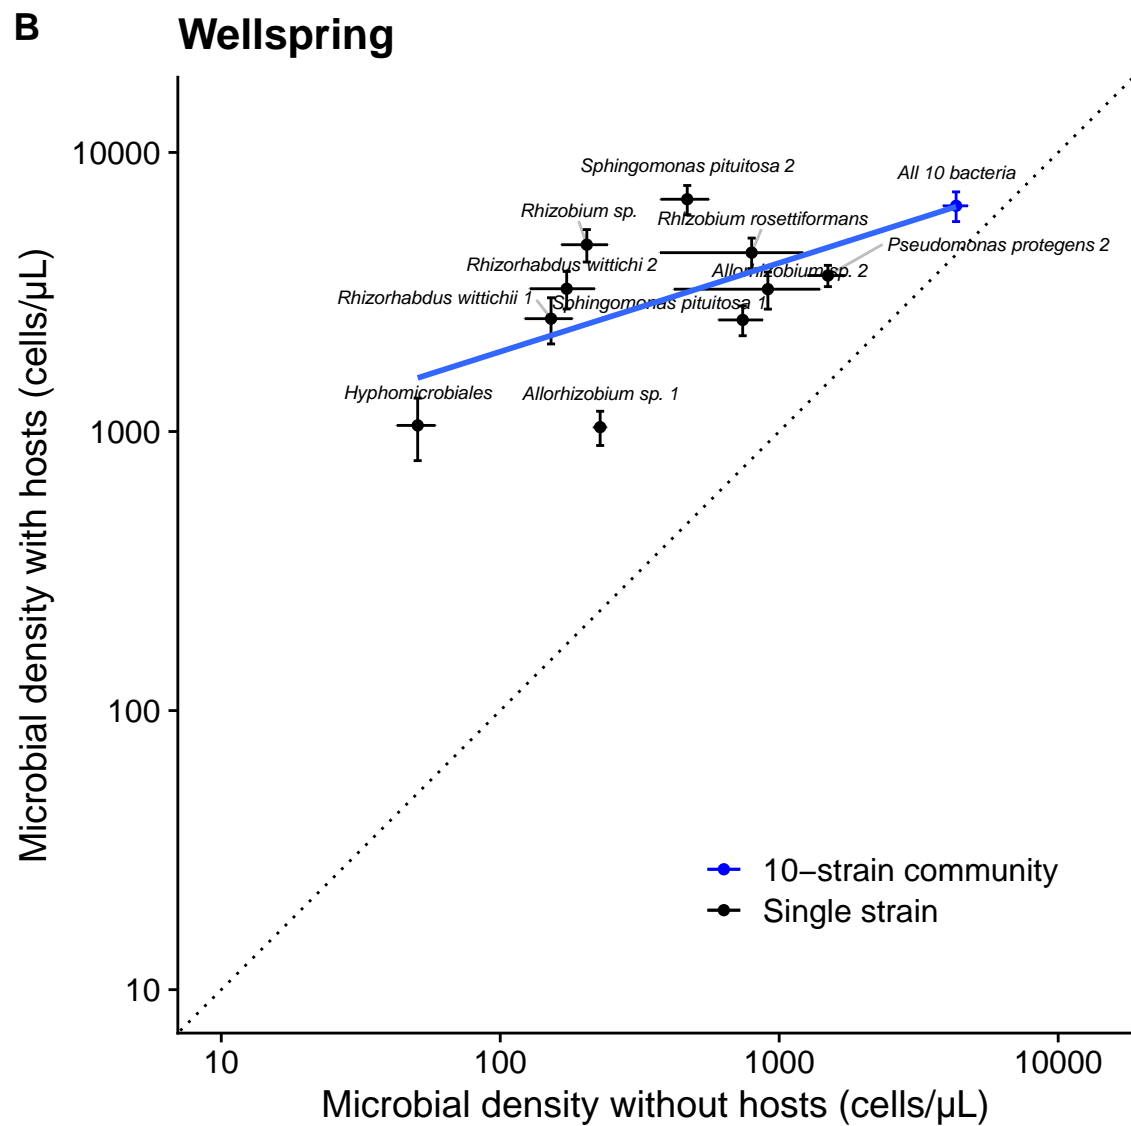 B
Wellspring
Microbial density with hosts (cells/µL)
10000
1000
100
10
Sphingomonas pituitosa 2
All 10 bacteria
Rhizobium sp.
Rhizobium rosettiformans
Pseudomonas protegens 2
Rhizorhabdus wittichi 2
Allorhizobium sp. 2
Rhizorhabdus wittichii 1
Sphingomonas pituitosa 1
Hyphomicrobiales
Allorhizobium sp. 1
10−strain community
Single strain
10
100
1000
10000
Microbial density without hosts (cells/µL)